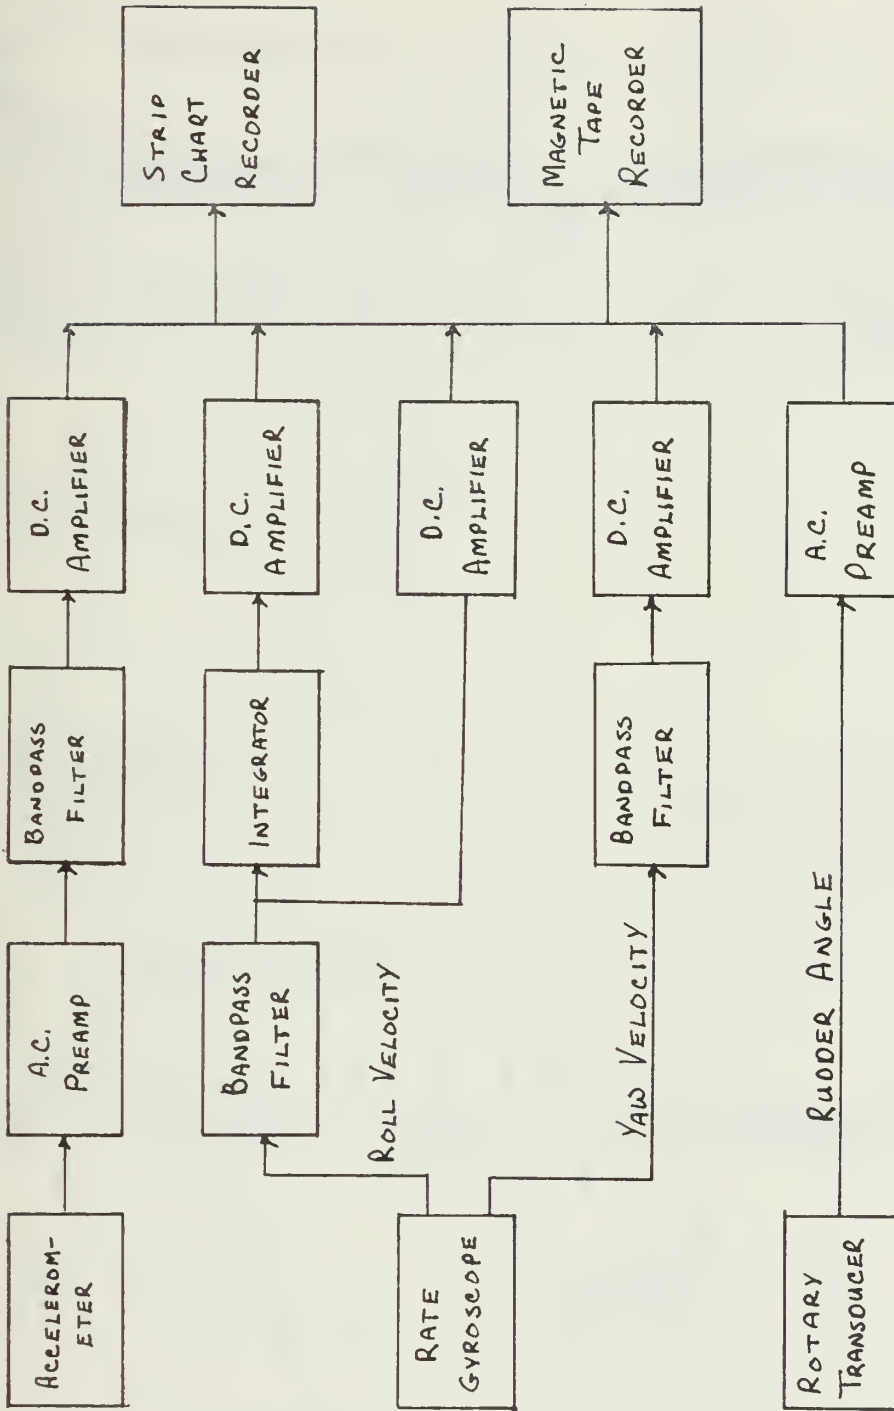 ACCELEROM-
ETER
A.C.
PREAMP
BANDPASS
FILTER
D.C.
AMPLIFIER
STRIP
CHART
RECORDER
BANDPASS
FILTER
INTEGRATOR
D.C.
AMPLIFIER
ROLL VELOCITY
RATE
GYROSCOPE
D.C.
AMPLIFIER
MAGNETIC
TAPE
RECORDER
YAW VELOCITY
BANDPASS
FILTER
D.C.
AMPLIFIER
ROTARY
TRANSDUCER
RUDDER ANGLE
A.C.
PREAMP